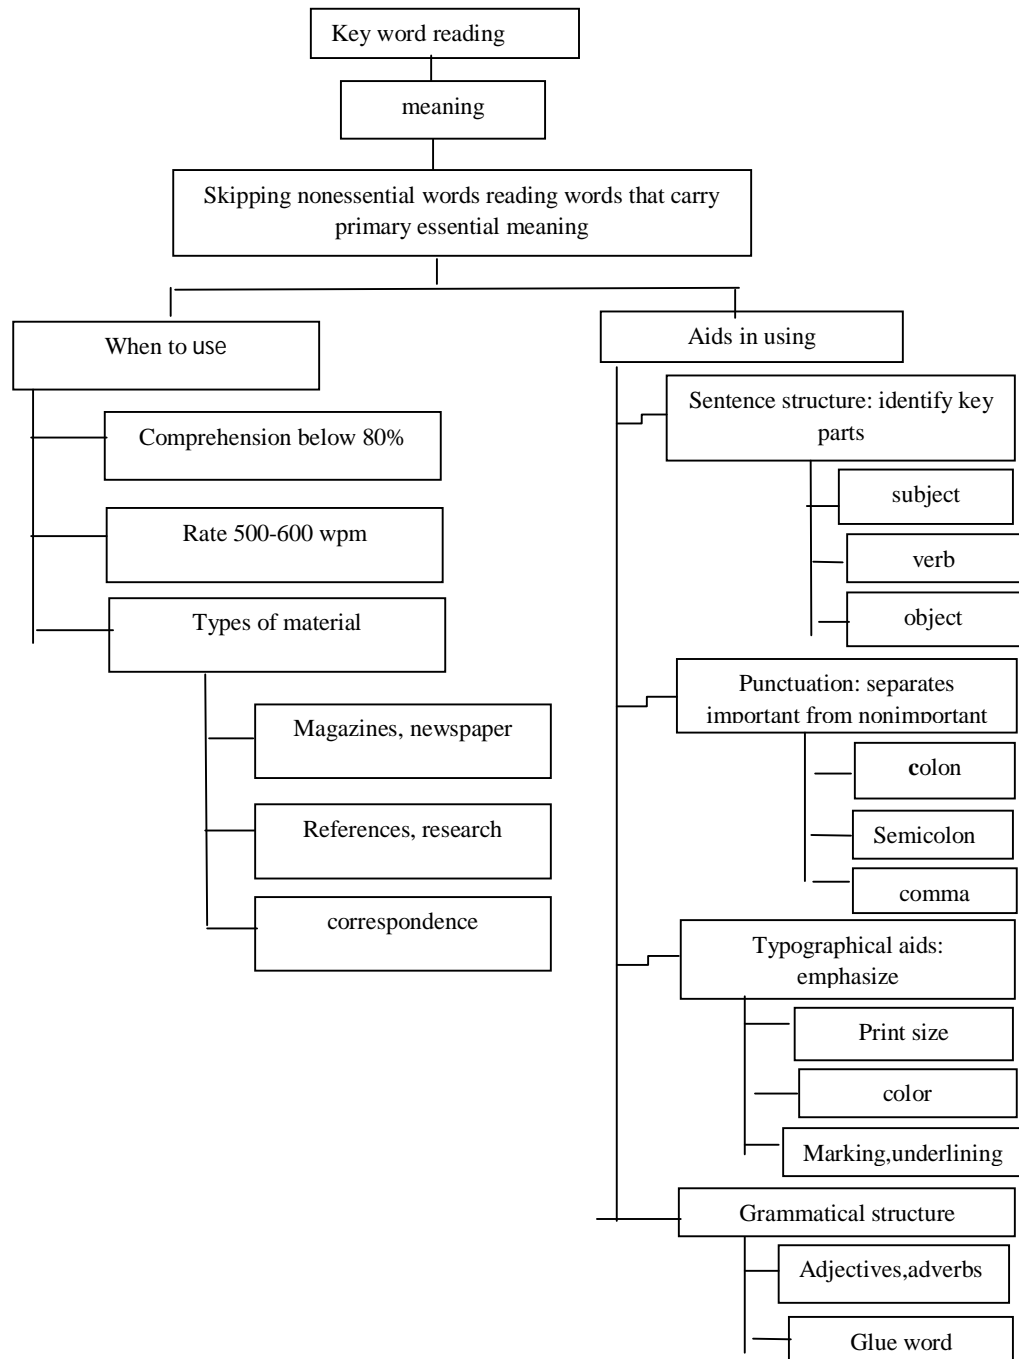 Key word reading
meaning
Skipping nonessential words reading words that carry
primary essential meaning
When to use
Comprehension below 80%
Rate 500-600 wpm
Types of material
Magazines, newspaper
References, research
correspondence
Aids in using
Sentence structure: identify key
parts
subject
verb
object
Punctuation: separates
important from nonimportant
colon
Semicolon
comma
Typographical aids:
emphasize
Print size
color
Marking,underlining
Grammatical structure
Adjectives,adverbs
Glue word